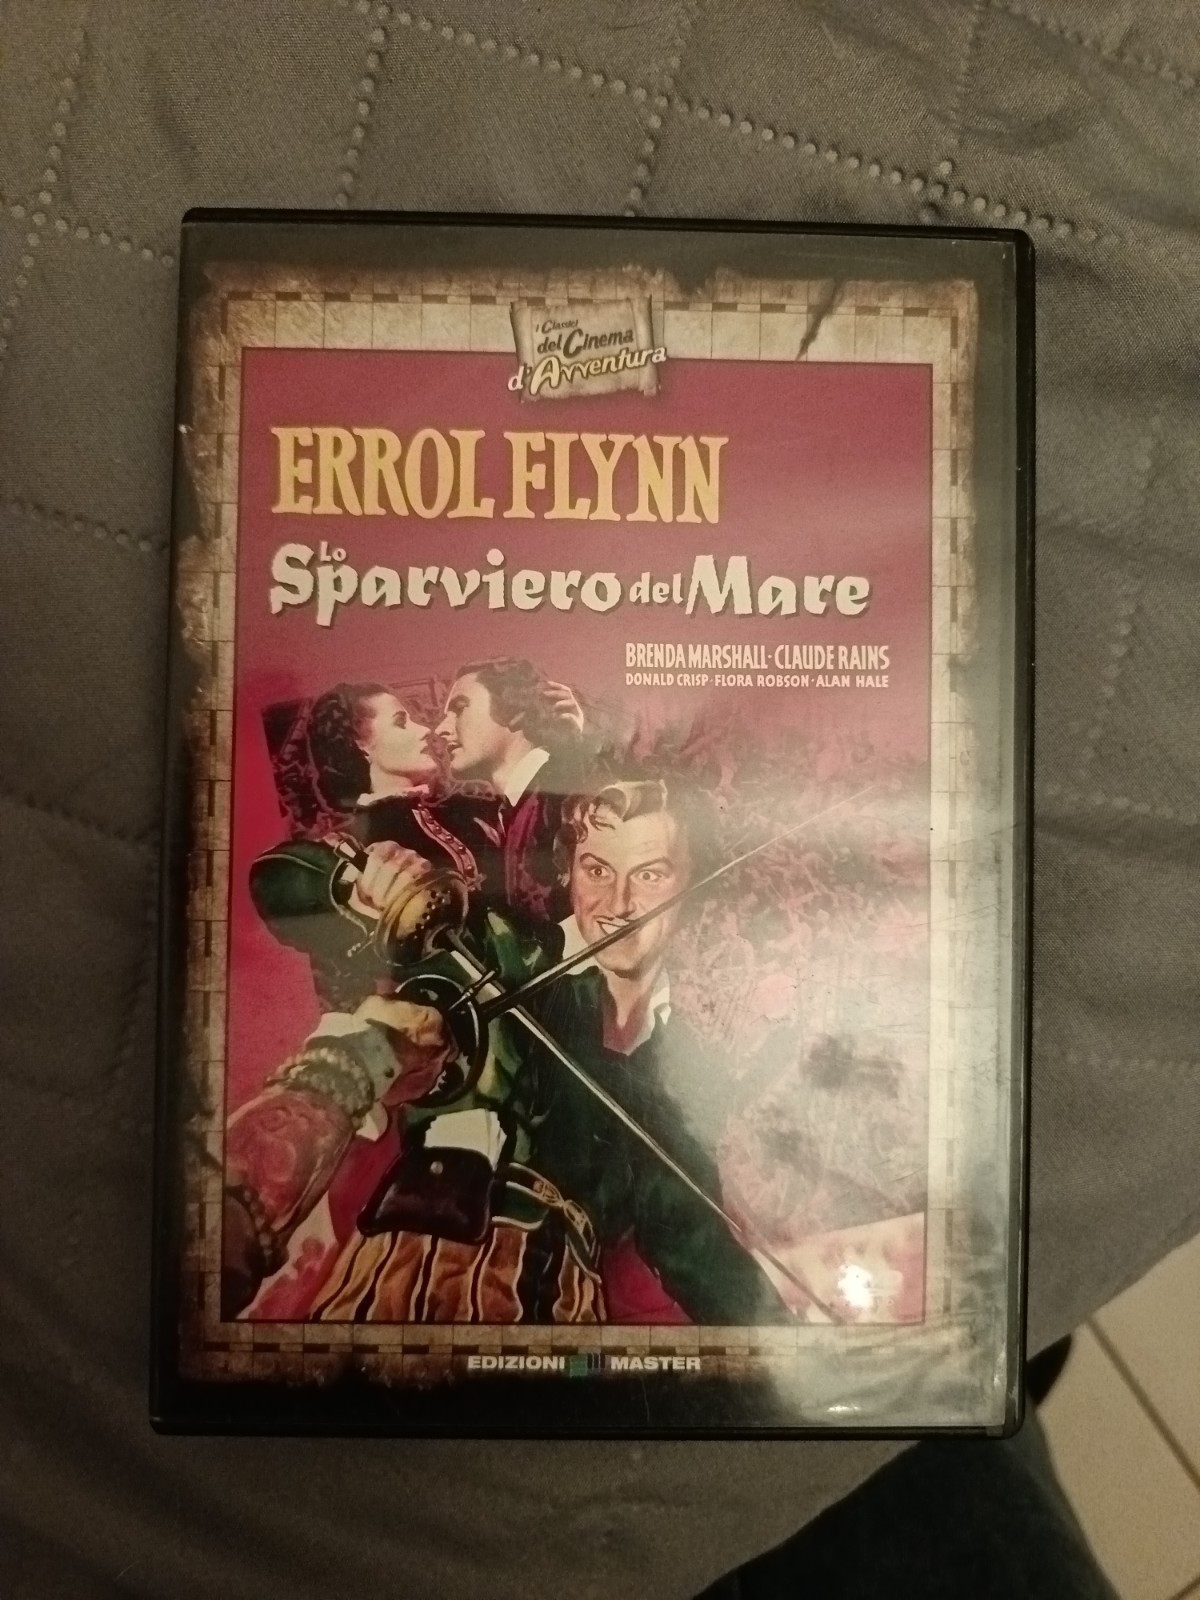 I Classici
del Cinema
d'Avventura
ERROL FLYNN
Lo
Sparviero del Mare
BRENDA MARSHALL · CLAUDE RAINS
DONALD CRISP · FLORA ROBSON · ALAN HALE
EDIZIONI MASTER